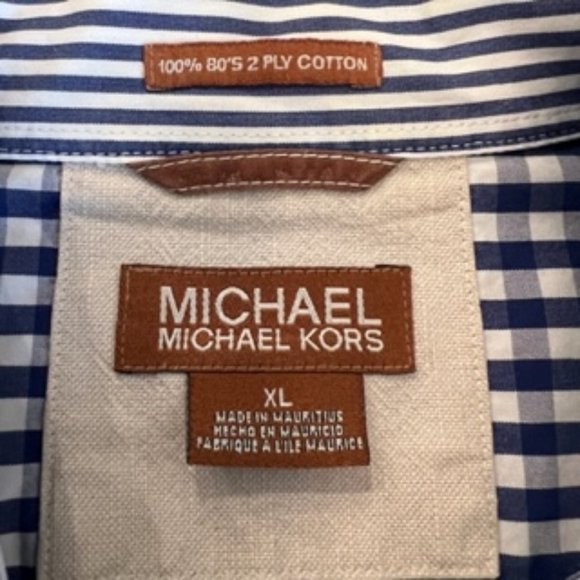 100% 80'S 2 PLY COTTON
MICHAEL
MICHAEL KORS
XL
MADE IN MAURITIUS
HECHO EN MAURICIO
FABRIQUE À L'ILE MAURICE